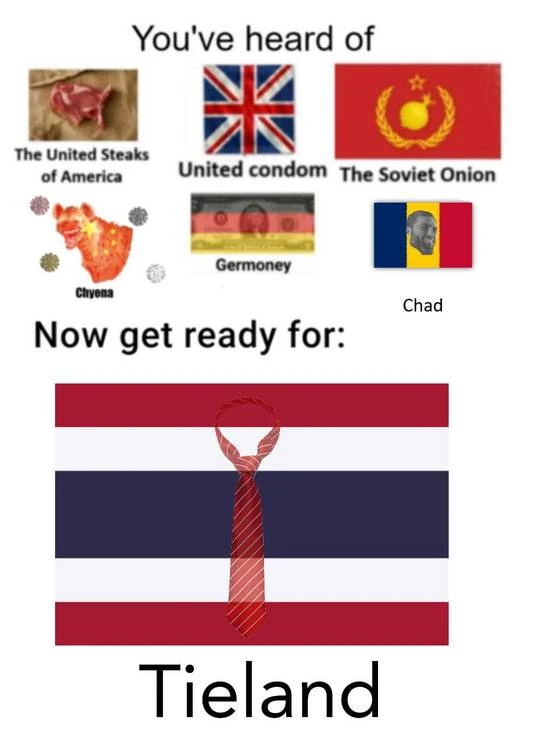 You've heard of
The United Steaks
of America
United condom
The Soviet Onion
Chyena
Germoney
Chad
Now get ready for:
Tieland